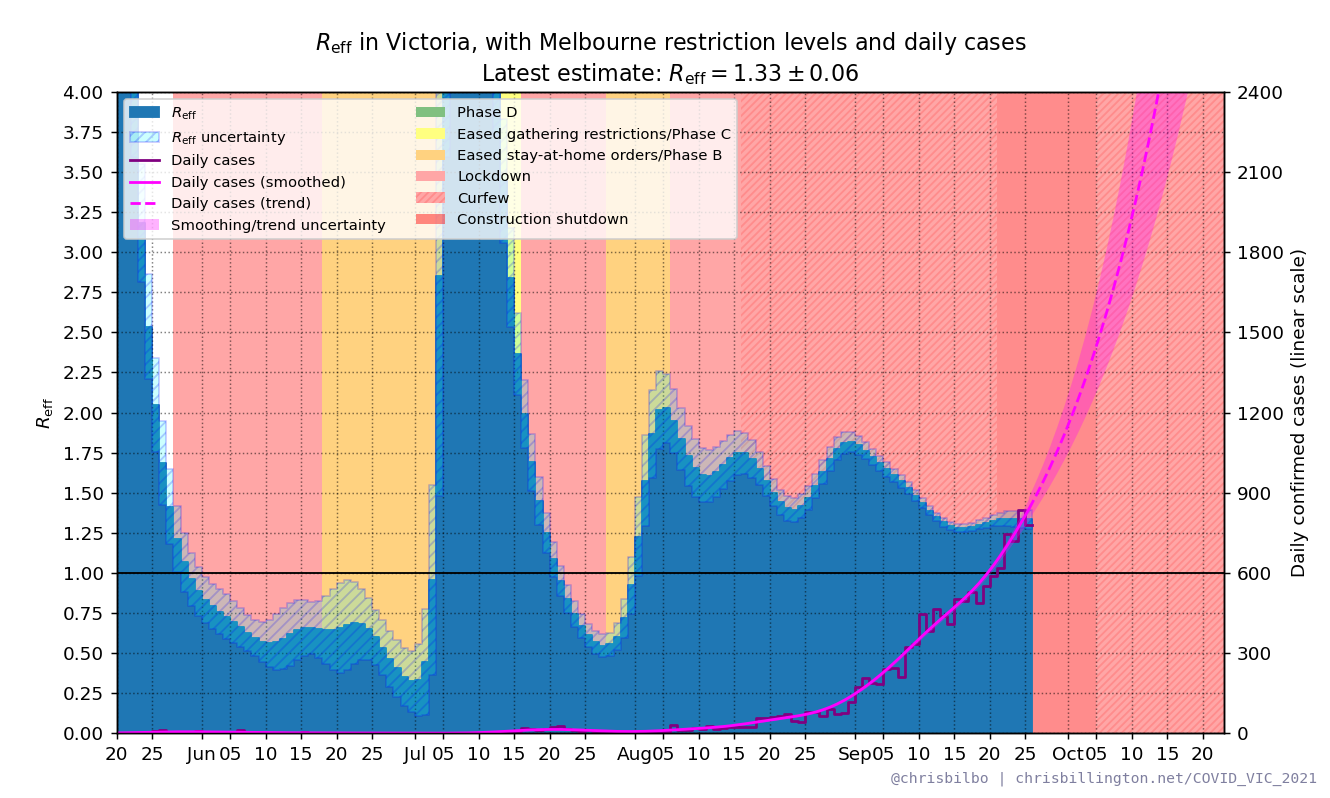 R_eff in Victoria, with Melbourne restriction levels and daily cases
Latest estimate: R_eff = 1.33 ± 0.06
4.00
3.75
3.50
3.25
3.00
2.75
2.50
2.25
2.00
1.75
1.50
1.25
1.00
0.75
0.50
0.25
0.00
R_eff
R_eff
R_eff uncertainty
Daily cases
Daily cases (smoothed)
Daily cases (trend)
Smoothing/trend uncertainty
Phase D
Eased gathering restrictions/Phase C
Eased stay-at-home orders/Phase B
Lockdown
Curfew
Construction shutdown
2400
2100
1800
1500
1200
900
600
300
0
Daily confirmed cases (linear scale)
20 25 Jun 05 10 15 20 25 Jul 05 10 15 20 25 Aug 05 10 15 20 25 Sep 05 10 15 20 25 Oct 05 10 15 20
@chrisbilbo | chrisbillington.net/COVID_VIC_2021